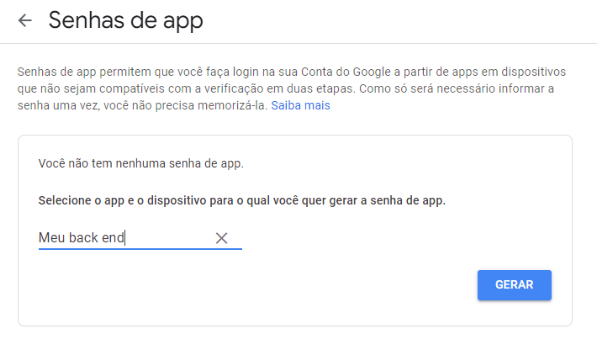 Senhas de app
Senhas de app permitem que você faça login na sua Conta do Google a partir de apps em dispositivos
que não sejam compatíveis com a verificação em duas etapas. Como só será necessário informar a
senha uma vez, você não precisa memorizá-la. Saiba mais
Você não tem nenhuma senha de app.
Selecione o app e o dispositivo para o qual você quer gerar a senha de app.
Meu back end
GERAR